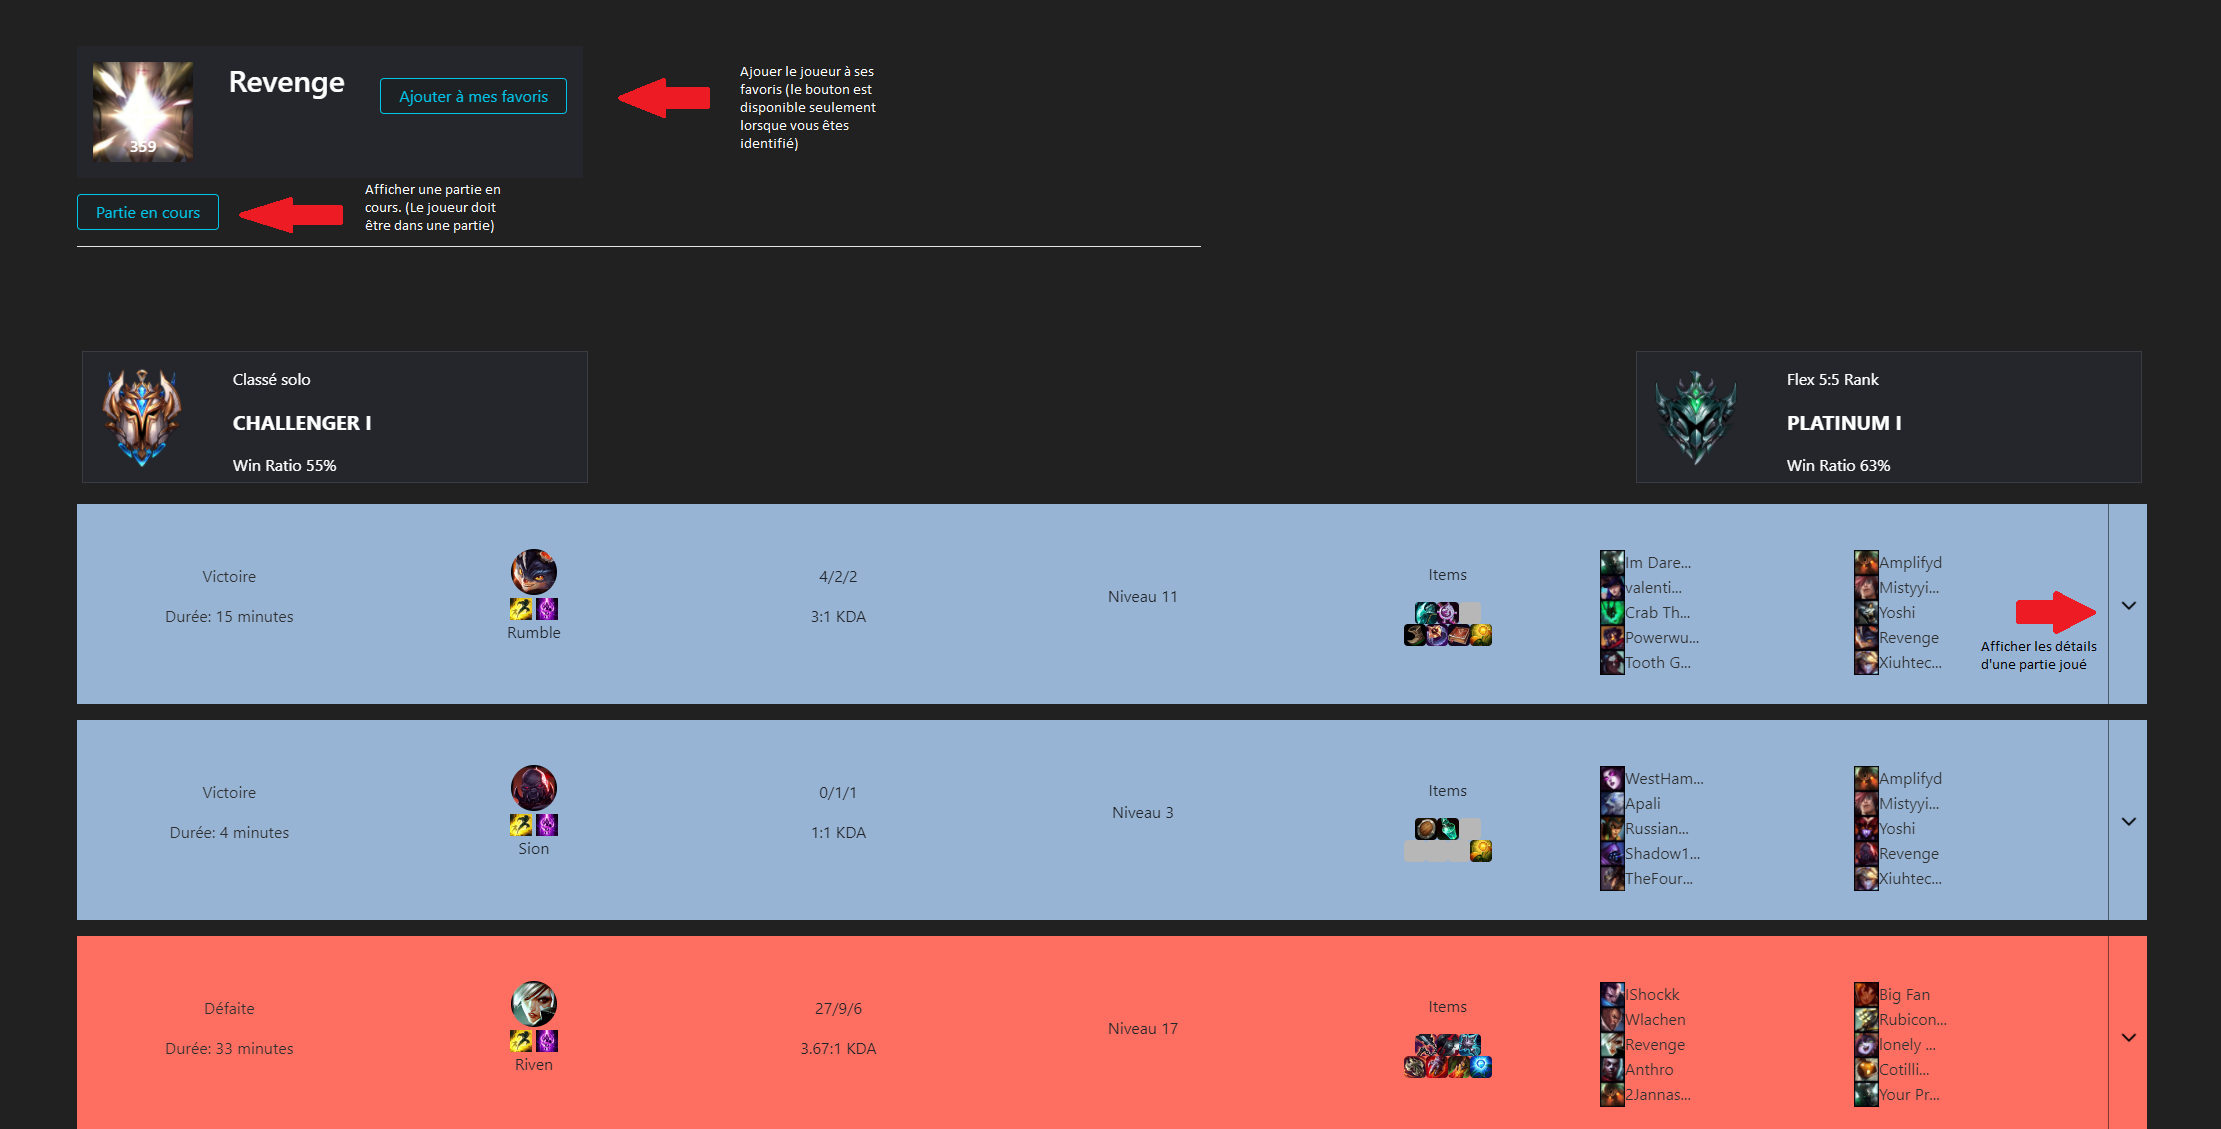 Revenge
Ajouter à mes favoris
359
Ajouer le joueur à ses
favoris (le bouton est
disponible seulement
lorsque vous êtes
identifié)
Partie en cours
Afficher une partie en
cours. (Le joueur doit
être dans une partie)
Classé solo
CHALLENGER I
Win Ratio 55%
Flex 5:5 Rank
PLATINUM I
Win Ratio 63%
Victoire
Durée: 15 minutes
Rumble
4/2/2
3:1 KDA
Niveau 11
Items
Im Dare...
valenti...
Crab Th...
Powerwu...
Tooth G...
Amplifyd
Mistyyi...
Yoshi
Revenge
Xiuhtec...
Afficher les détails
d'une partie joué
Victoire
Durée: 4 minutes
Sion
0/1/1
1:1 KDA
Niveau 3
Items
WestHam...
Apali
Russian...
Shadow1...
TheFour...
Amplifyd
Mistyyi...
Yoshi
Revenge
Xiuhtec...
Défaite
Durée: 33 minutes
Riven
27/9/6
3.67:1 KDA
Niveau 17
Items
IShockk
Wlachen
Revenge
Anthro
2Jannas...
Big Fan
Rubicon...
lonely ...
Cotilli...
Your Pr...